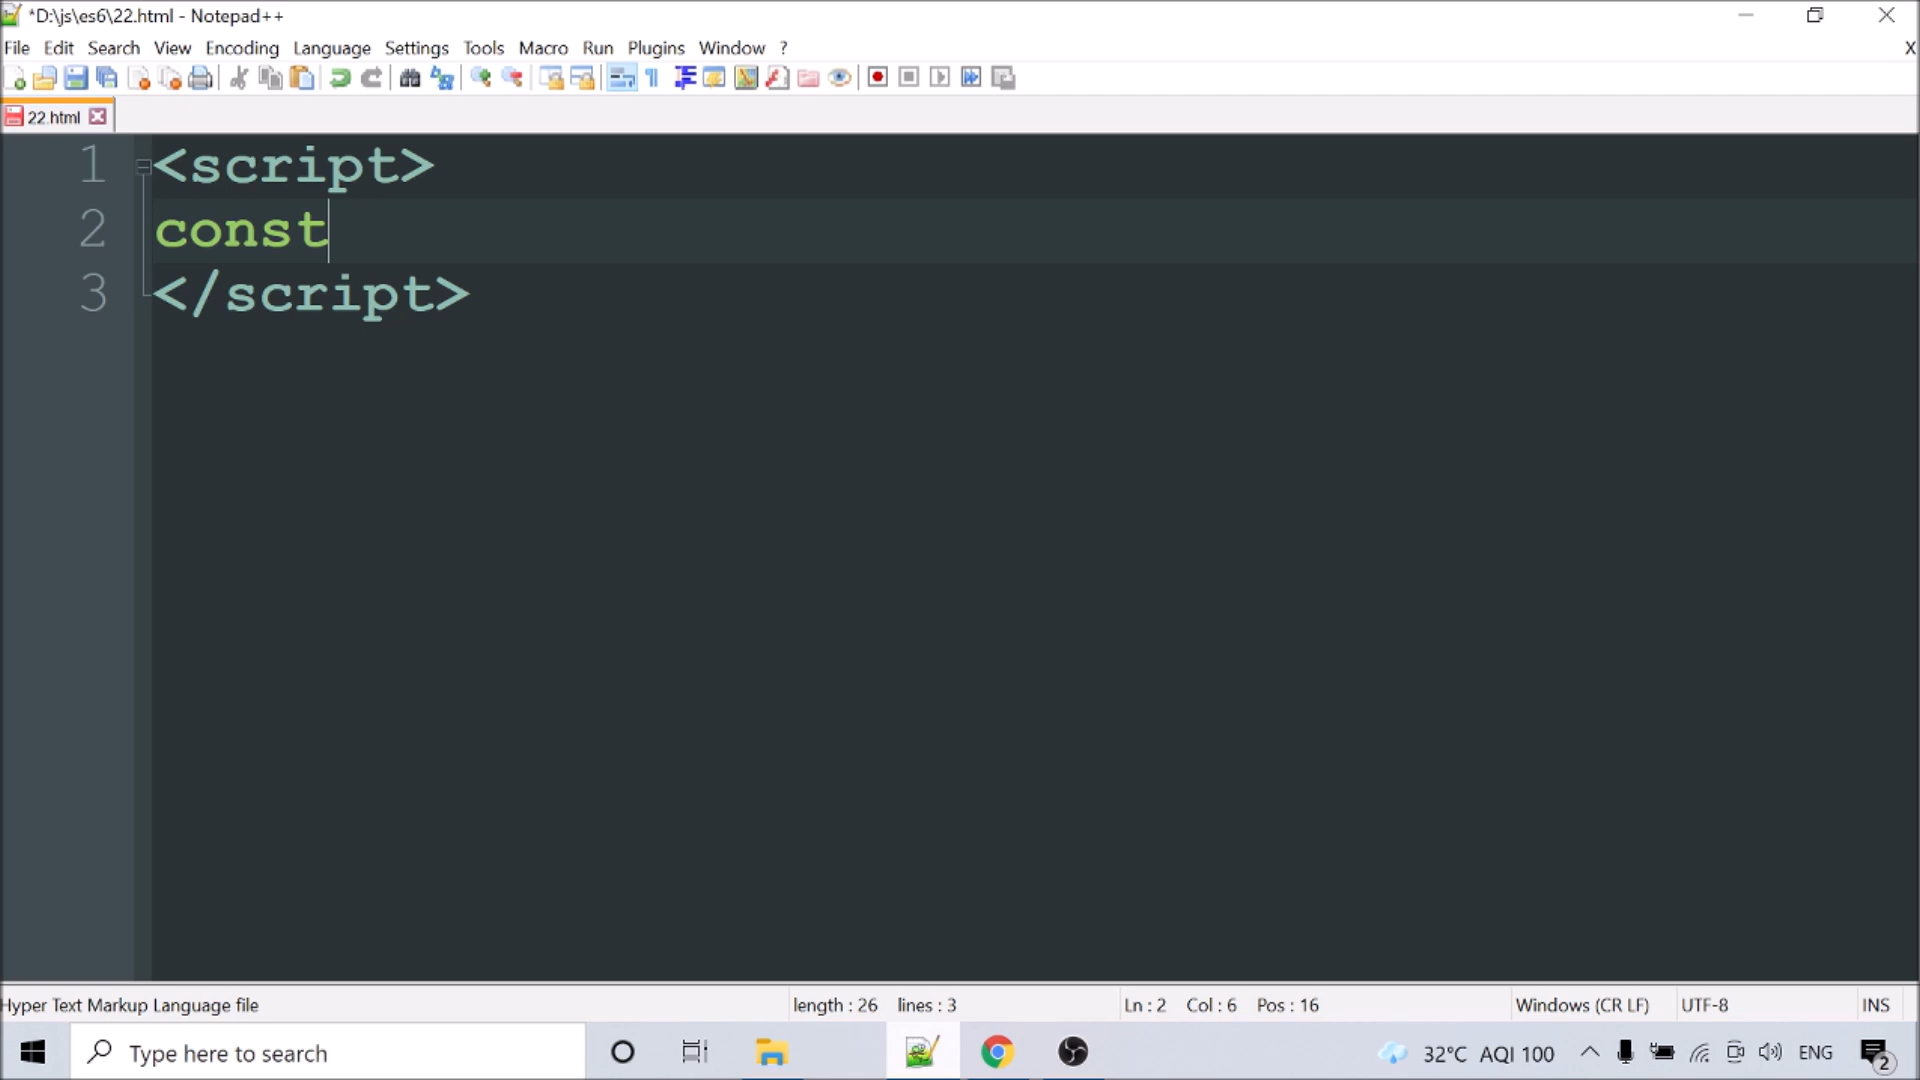 *D:\js\es6\22.html - Notepad++
File Edit Search View Encoding Language Settings Tools Macro Run Plugins Window ?
X
22.html
1 <script>
2 const
3 </script>
Hyper Text Markup Language file length : 26 lines : 3 Ln : 2 Col : 6 Pos : 16 Windows (CR LF) UTF-8 INS
Type here to search 32°C AQI 100 ENG 2